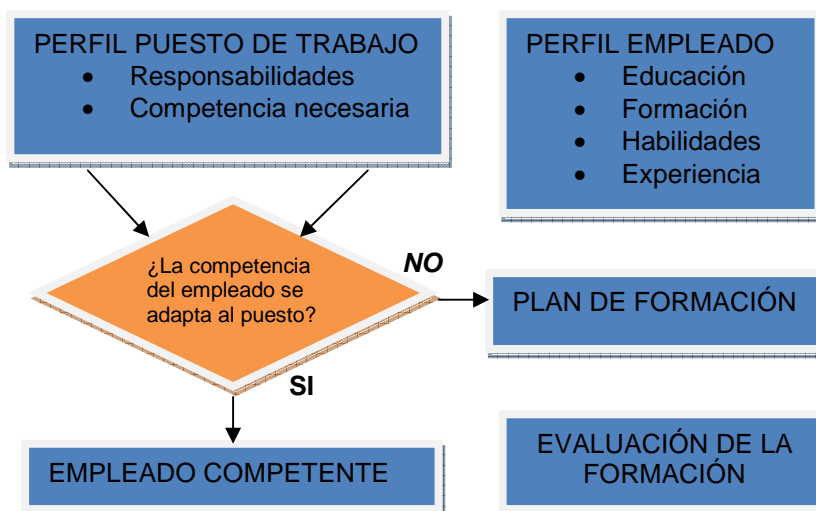 PERFIL PUESTO DE TRABAJO
• Responsabilidades
• Competencia necesaria
PERFIL EMPLEADO
• Educación
• Formación
• Habilidades
• Experiencia
¿La competencia
del empleado se
adapta al puesto?
NO
PLAN DE FORMACIÓN
SI
EMPLEADO COMPETENTE
EVALUACIÓN DE LA
FORMACIÓN